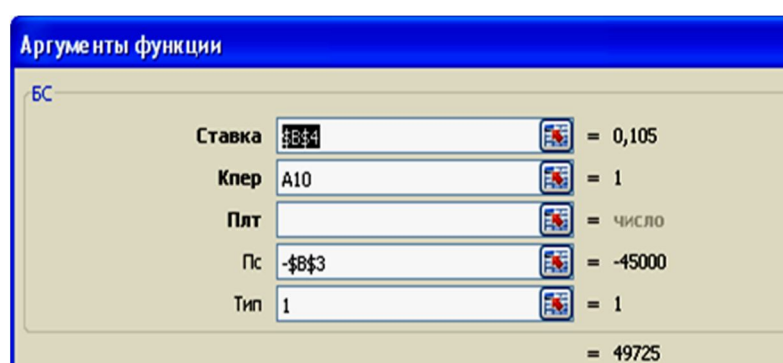 Аргументы функции
БС
Ставка $B$4 = 0,105
Кпер A10 = 1
Плт = число
Пс -$B$3 = -45000
Тип 1 = 1
= 49725